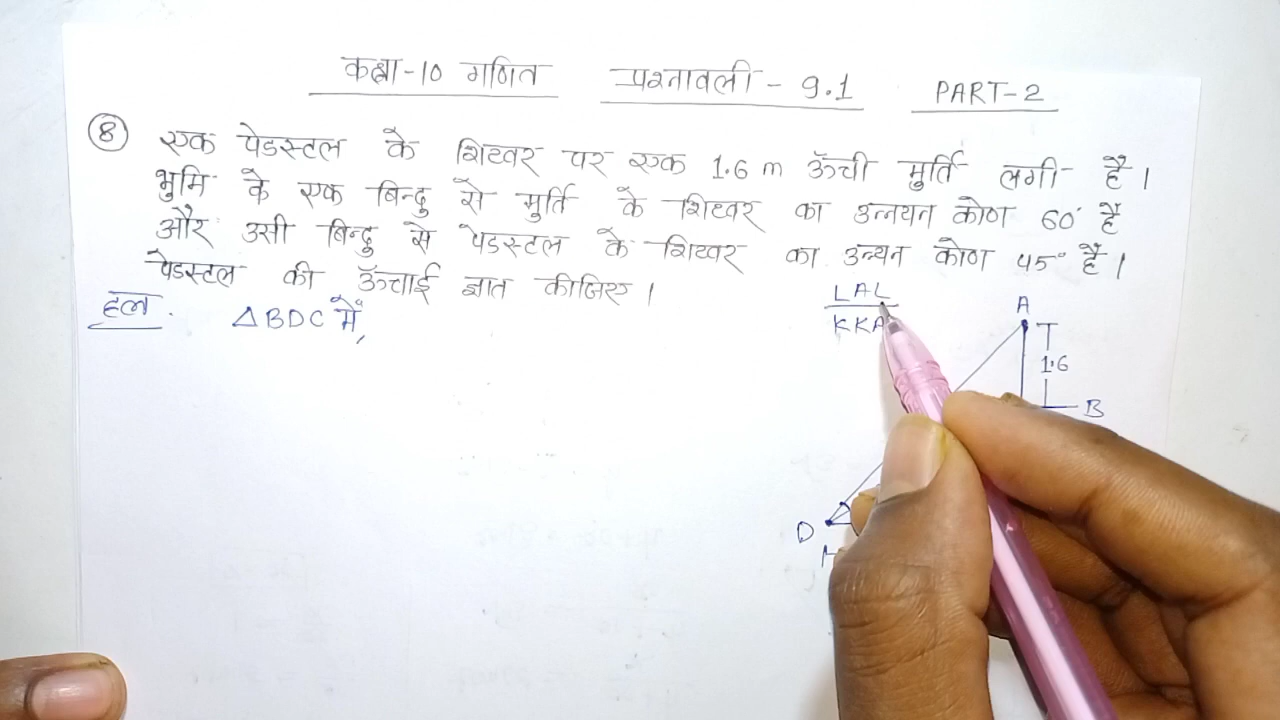 कक्षा-10 गणित प्रश्नावली - 9.1 PART-2
8 एक पेडस्टल के शिखर पर एक 1.6 m ऊँची मुर्ति लगी है।
भुमि के एक बिन्दु से मुर्ति के शिखर का उन्नयन कोण 60° है
और उसी बिन्दु से पेडस्टल के शिखर का उन्यन कोण 45° है।
पेडस्टल की ऊँचाई ज्ञात कीजिए।
हल. ΔBDC में,
LAL
KKA
A
1.6
B
D